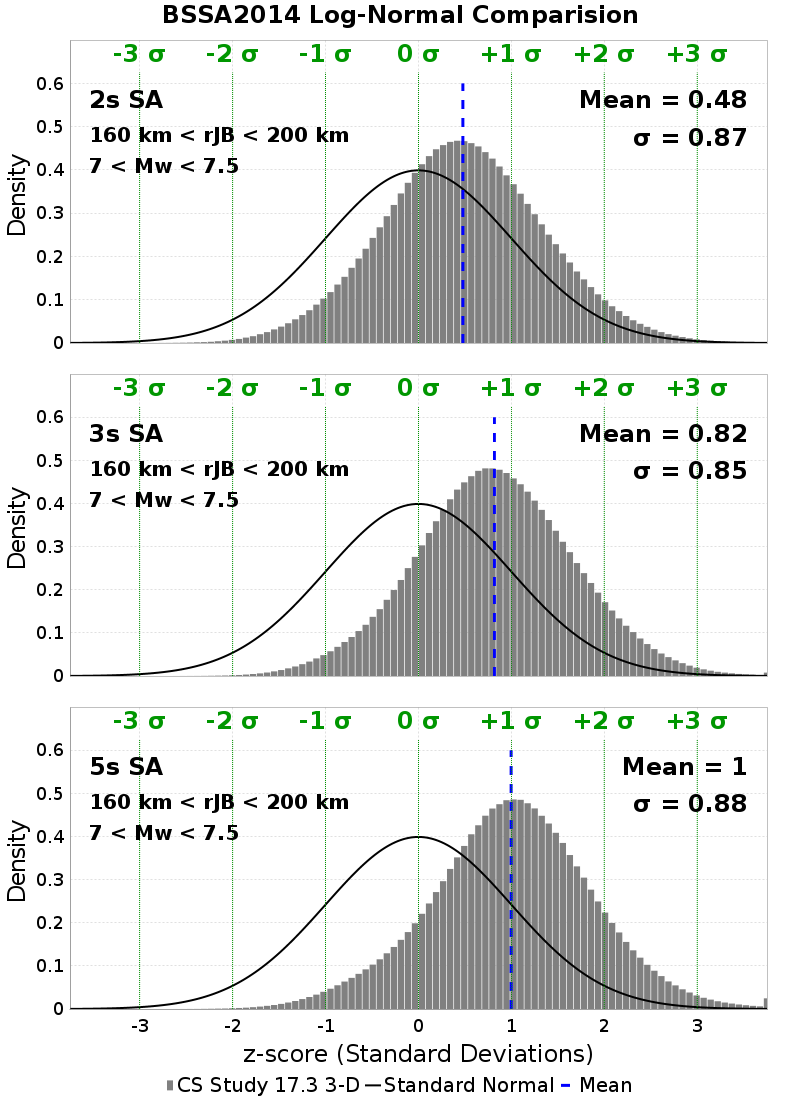 BSSA2014 Log-Normal Comparision
-3 σ -2 σ -1 σ 0 σ +1 σ +2 σ +3 σ
0.6
2s SA Mean = 0.48
0.5
160 km < rJB < 200 km σ = 0.87
7 < Mw < 7.5
0.4
0.3
0.2
0.1
0
Density
-3 σ -2 σ -1 σ 0 σ +1 σ +2 σ +3 σ
0.6
3s SA Mean = 0.82
0.5
160 km < rJB < 200 km σ = 0.85
7 < Mw < 7.5
0.4
0.3
0.2
0.1
0
Density
-3 σ -2 σ -1 σ 0 σ +1 σ +2 σ +3 σ
0.6
5s SA Mean = 1
0.5
160 km < rJB < 200 km σ = 0.88
7 < Mw < 7.5
0.4
0.3
0.2
0.1
0
Density
-3 -2 -1 0 1 2 3
z-score (Standard Deviations)
CS Study 17.3 3-D Standard Normal Mean